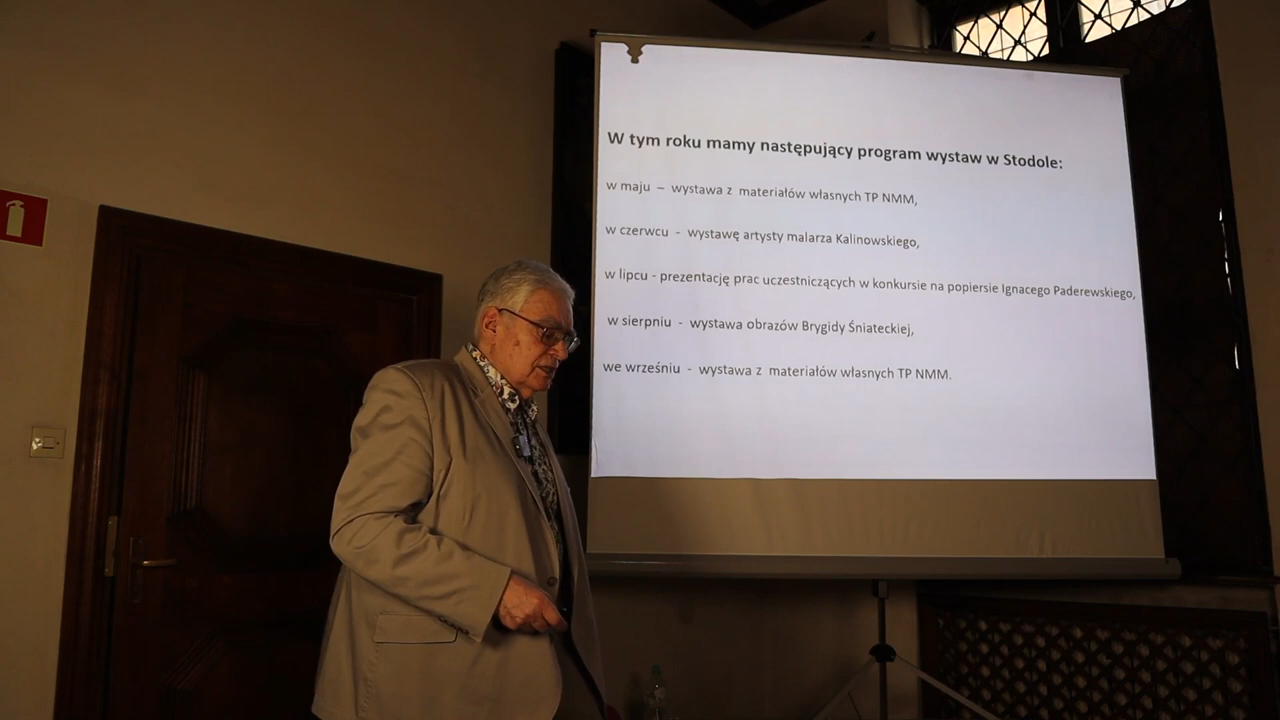 W tym roku mamy następujący program wystaw w Stodole:
w maju – wystawa z materiałów własnych TP NMM,
w czerwcu - wystawę artysty malarza Kalinowskiego,
w lipcu - prezentację prac uczestniczących w konkursie na popiersie Ignacego Paderewskiego,
w sierpniu - wystawa obrazów Brygidy Śniateckiej,
we wrześniu - wystawa z materiałów własnych TP NMM.